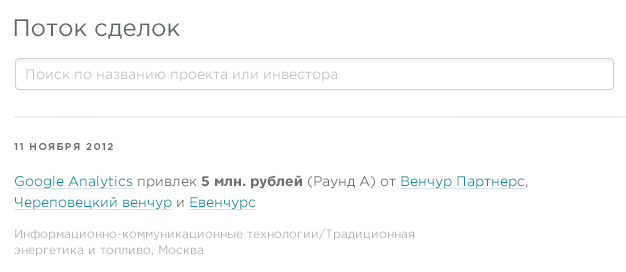 Поток сделок
Поиск по названию проекта или инвестора
11 НОЯБРЯ 2012
Google Analytics привлек 5 млн. рублей (Раунд А) от Венчур Партнерс,
Череповецкий венчур и Евенчурс
Информационно-коммуникационные технологии/Традиционная
энергетика и топливо, Москва